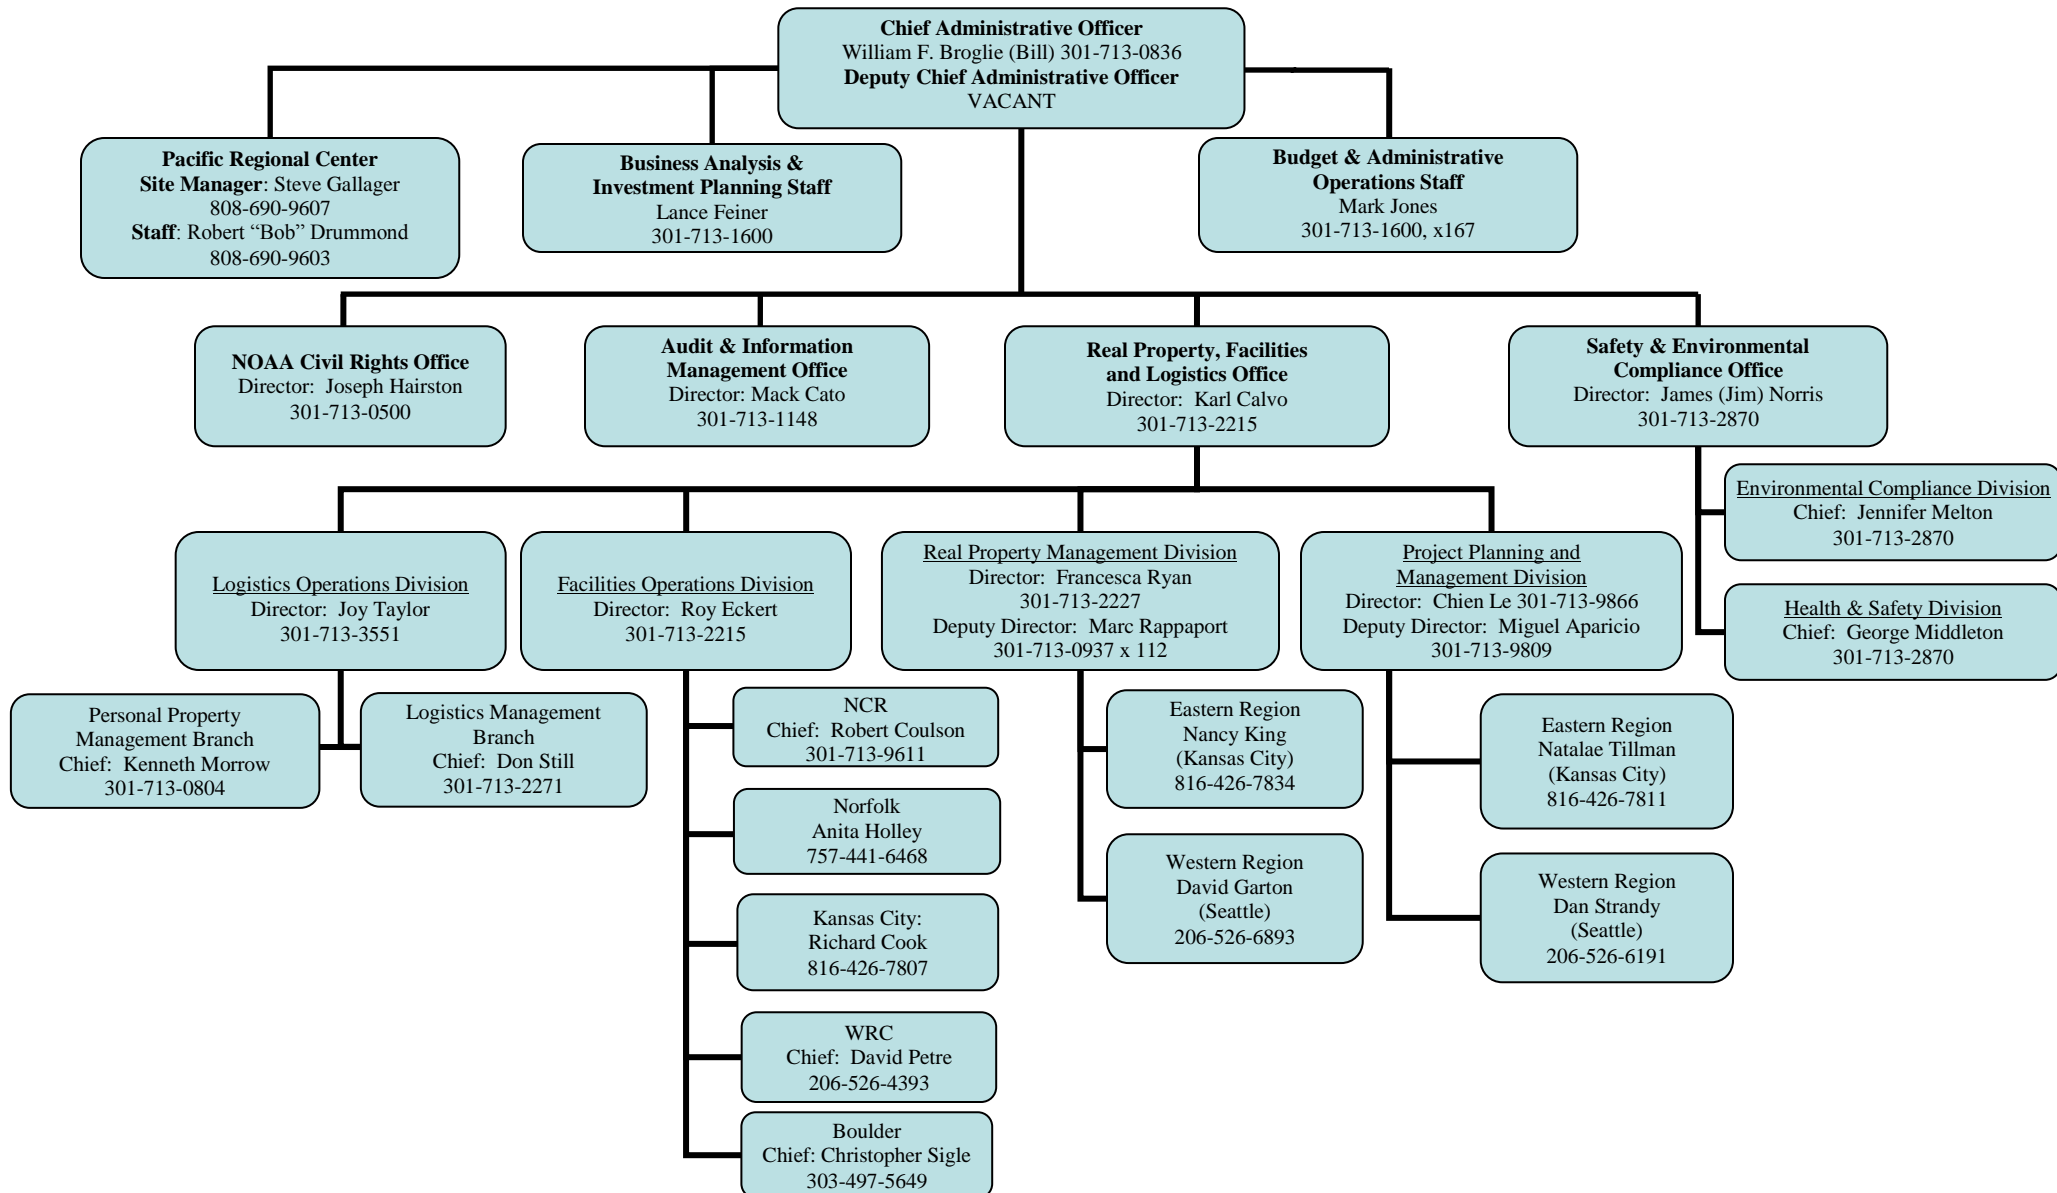 Chief Administrative Officer
William F. Broglie (Bill) 301-713-0836
Deputy Chief Administrative Officer
VACANT
Pacific Regional Center
Site Manager: Steve Gallager
808-690-9607
Staff: Robert “Bob” Drummond
808-690-9603
Business Analysis &
Investment Planning Staff
Lance Feiner
301-713-1600
Budget & Administrative
Operations Staff
Mark Jones
301-713-1600, x167
NOAA Civil Rights Office
Director:  Joseph Hairston
301-713-0500
Audit & Information
Management Office
Director: Mack Cato
301-713-1148
Real Property, Facilities
and Logistics Office
Director:  Karl Calvo
301-713-2215
Safety & Environmental
Compliance Office
Director:  James (Jim) Norris
301-713-2870
Environmental Compliance Division
Chief:  Jennifer Melton
301-713-2870
Health & Safety Division
Chief:  George Middleton
301-713-2870
Logistics Operations Division
Director:  Joy Taylor
301-713-3551
Facilities Operations Division
Director:  Roy Eckert
301-713-2215
Real Property Management Division
Director:  Francesca Ryan
301-713-2227
Deputy Director:  Marc Rappaport
301-713-0937 x 112
Project Planning and
Management Division
Director: Chien Le 301-713-9866
Deputy Director:  Miguel Aparicio
301-713-9809
Personal Property
Management Branch
Chief:  Kenneth Morrow
301-713-0804
Logistics Management
Branch
Chief:  Don Still
301-713-2271
NCR
Chief:  Robert Coulson
301-713-9611
Norfolk
Anita Holley
757-441-6468
Kansas City:
Richard Cook
816-426-7807
WRC
Chief:  David Petre
206-526-4393
Boulder
Chief: Christopher Sigle
303-497-5649
Eastern Region
Nancy King
(Kansas City)
816-426-7834
Western Region
David Garton
(Seattle)
206-526-6893
Eastern Region
Natalae Tillman
(Kansas City)
816-426-7811
Western Region
Dan Strandy
(Seattle)
206-526-6191